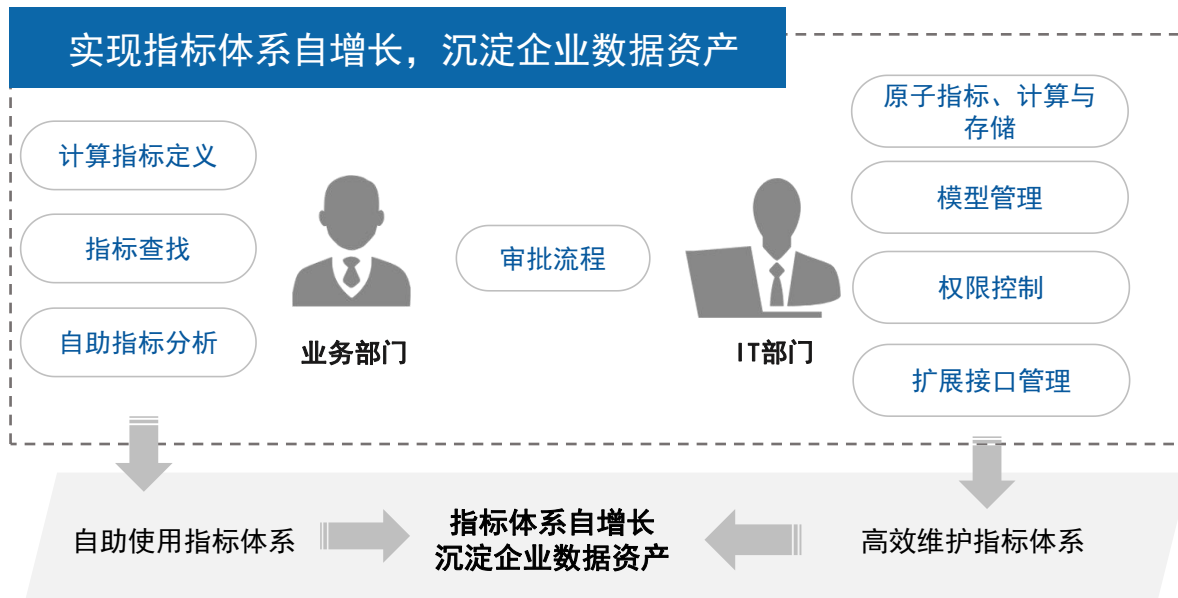 实现指标体系自增长，沉淀企业数据资产
计算指标定义
指标查找
自助指标分析
业务部门
审批流程
IT部门
原子指标、计算与
存储
模型管理
权限控制
扩展接口管理
自助使用指标体系
指标体系自增长
沉淀企业数据资产
高效维护指标体系